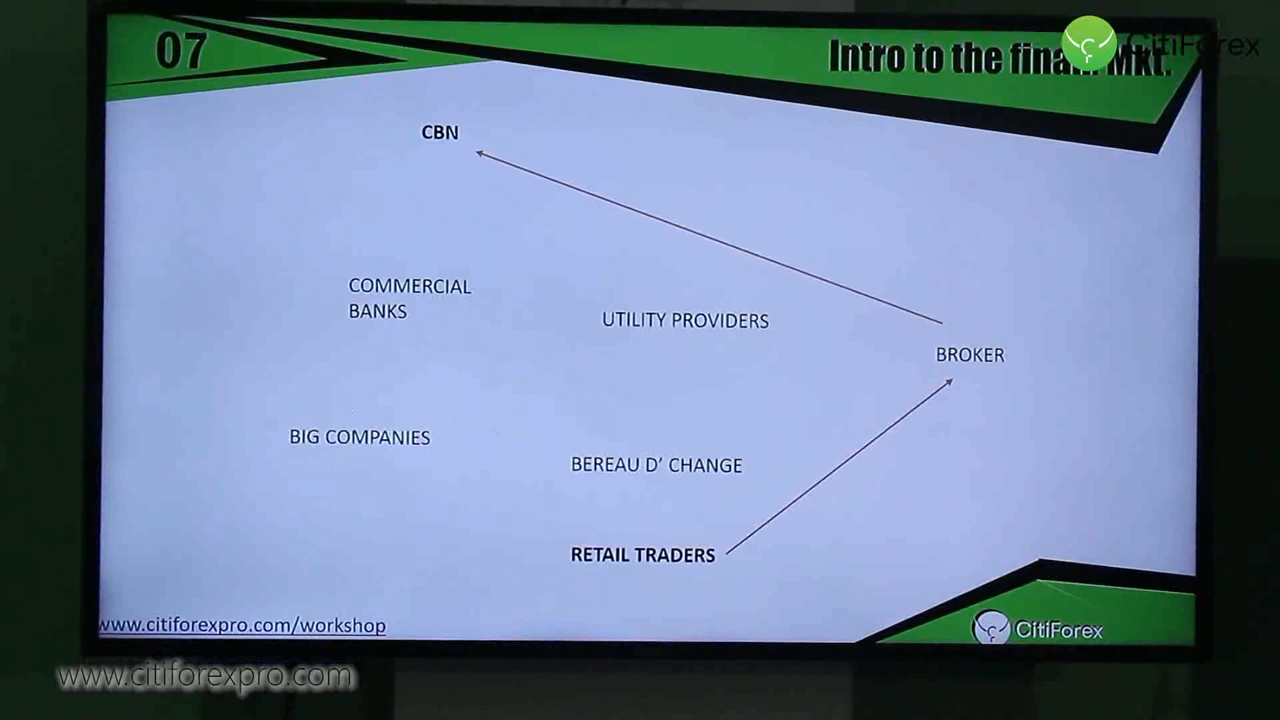 07
Intro to the finan. Mkt.
CitiForex
CBN
COMMERCIAL
BANKS
UTILITY PROVIDERS
BROKER
BIG COMPANIES
BEREAU D’ CHANGE
RETAIL TRADERS
www.citiforexpro.com/workshop
CitiForex
www.citiforexpro.com